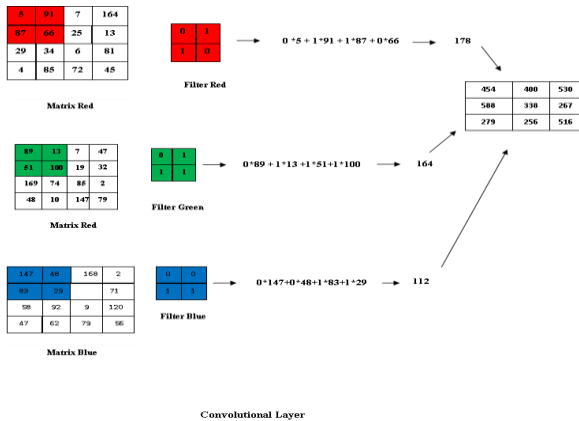 5 91 7 164
87 66 25 13
29 34 6 81
4 85 72 45
Matrix Red
0 1
1 0
Filter Red
0 *5 + 1*91 + 1*87 + 0*66
178
454 400 530
588 338 267
279 256 516
89 13 7 47
51 100 19 32
169 74 85 2
48 10 147 79
Matrix Red
0 1
1 1
Filter Green
0*89 + 1*13 +1*51+1*100
164
147 48 168 2
83 29 71
58 92 9 120
47 62 79 56
Matrix Blue
0 0
1 1
Filter Blue
0*147+0*48+1*83+1*29
112
Convolutional Layer